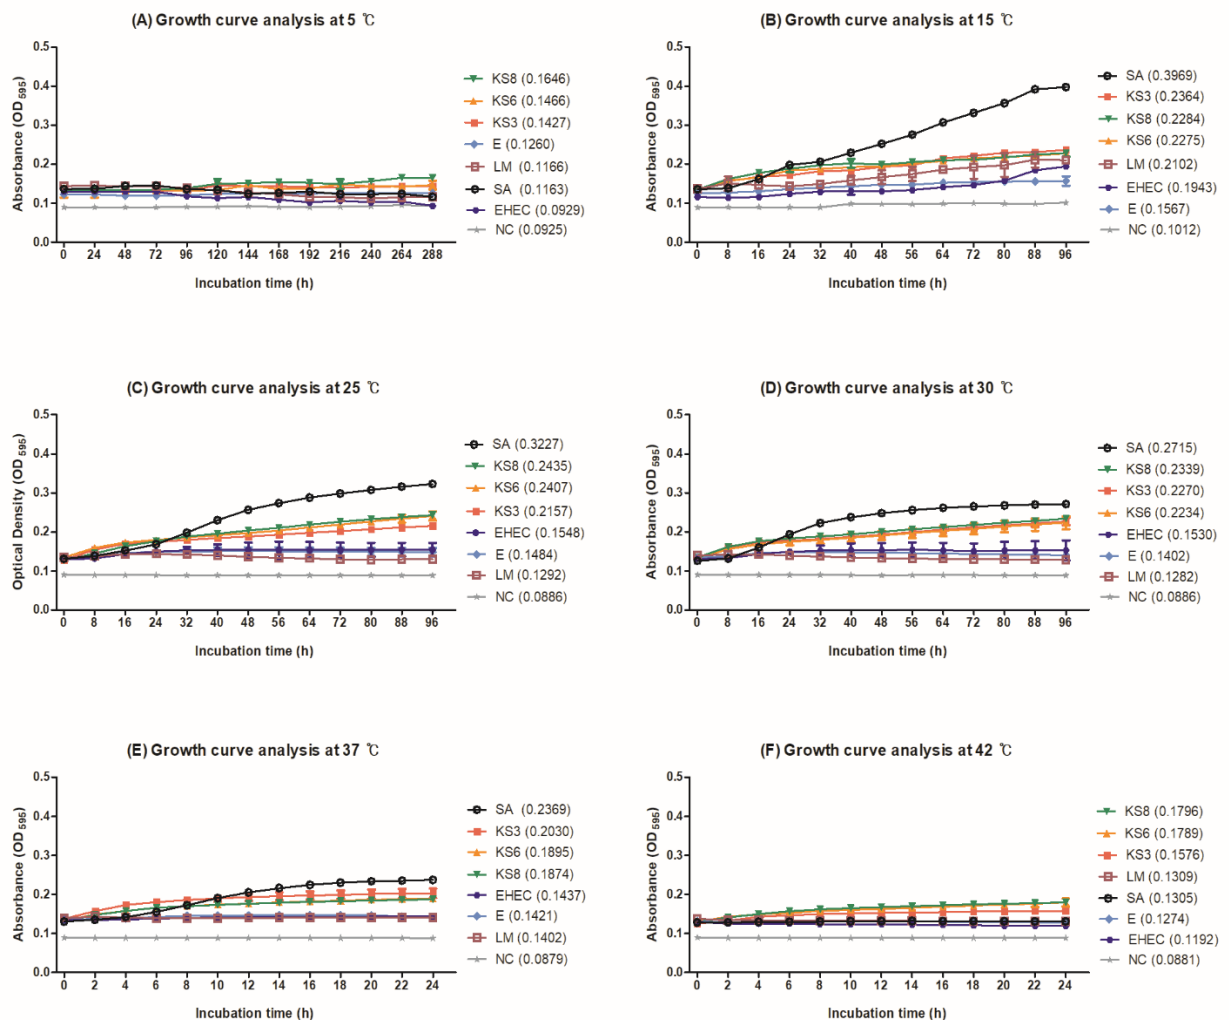 (A) Growth curve analysis at 5 ℃
Absorbance (OD 595)
0.5
0.4
0.3
0.2
0.1
0.0
0 24 48 72 96 120 144 168 192 216 240 264 288
Incubation time (h)
KS8 (0.1646)
KS6 (0.1466)
KS3 (0.1427)
E (0.1260)
LM (0.1166)
SA (0.1163)
EHEC (0.0929)
NC (0.0925)
(B) Growth curve analysis at 15 ℃
Absorbance (OD 595)
0.5
0.4
0.3
0.2
0.1
0.0
0 8 16 24 32 40 48 56 64 72 80 88 96
Incubation time (h)
SA (0.3969)
KS3 (0.2364)
KS8 (0.2284)
KS6 (0.2275)
LM (0.2102)
EHEC (0.1943)
E (0.1567)
NC (0.1012)
(C) Growth curve analysis at 25 ℃
Optical Density (OD 595)
0.5
0.4
0.3
0.2
0.1
0.0
0 8 16 24 32 40 48 56 64 72 80 88 96
Incubation time (h)
SA (0.3227)
KS8 (0.2435)
KS6 (0.2407)
KS3 (0.2157)
EHEC (0.1548)
E (0.1484)
LM (0.1292)
NC (0.0886)
(D) Growth curve analysis at 30 ℃
Absorbance (OD 595)
0.5
0.4
0.3
0.2
0.1
0.0
0 8 16 24 32 40 48 56 64 72 80 88 96
Incubation time (h)
SA (0.2715)
KS8 (0.2339)
KS3 (0.2270)
KS6 (0.2234)
EHEC (0.1530)
E (0.1402)
LM (0.1282)
NC (0.0886)
(E) Growth curve analysis at 37 ℃
Absorbance (OD 595)
0.5
0.4
0.3
0.2
0.1
0.0
0 2 4 6 8 10 12 14 16 18 20 22 24
Incubation time (h)
SA (0.2369)
KS3 (0.2030)
KS6 (0.1895)
KS8 (0.1874)
EHEC (0.1437)
E (0.1421)
LM (0.1402)
NC (0.0879)
(F) Growth curve analysis at 42 ℃
Absorbance (OD 595)
0.5
0.4
0.3
0.2
0.1
0.0
0 2 4 6 8 10 12 14 16 18 20 22 24
Incubation time (h)
KS8 (0.1796)
KS6 (0.1789)
KS3 (0.1576)
LM (0.1309)
SA (0.1305)
E (0.1274)
EHEC (0.1192)
NC (0.0881)